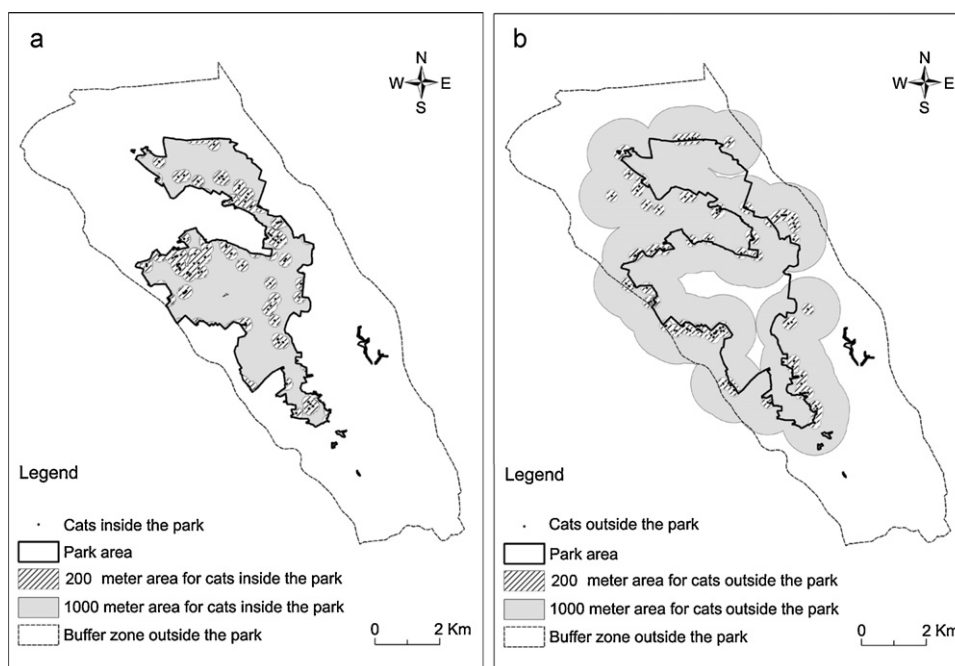 a
N
W E
S
Legend
Cats inside the park
Park area
200 meter area for cats inside the park
1000 meter area for cats inside the park
Buffer zone outside the park
0 2 Km
b
N
W E
S
Legend
Cats outside the park
Park area
200 meter area for cats outside the park
1000 meter area for cats outside the park
Buffer zone outside the park
0 2 Km